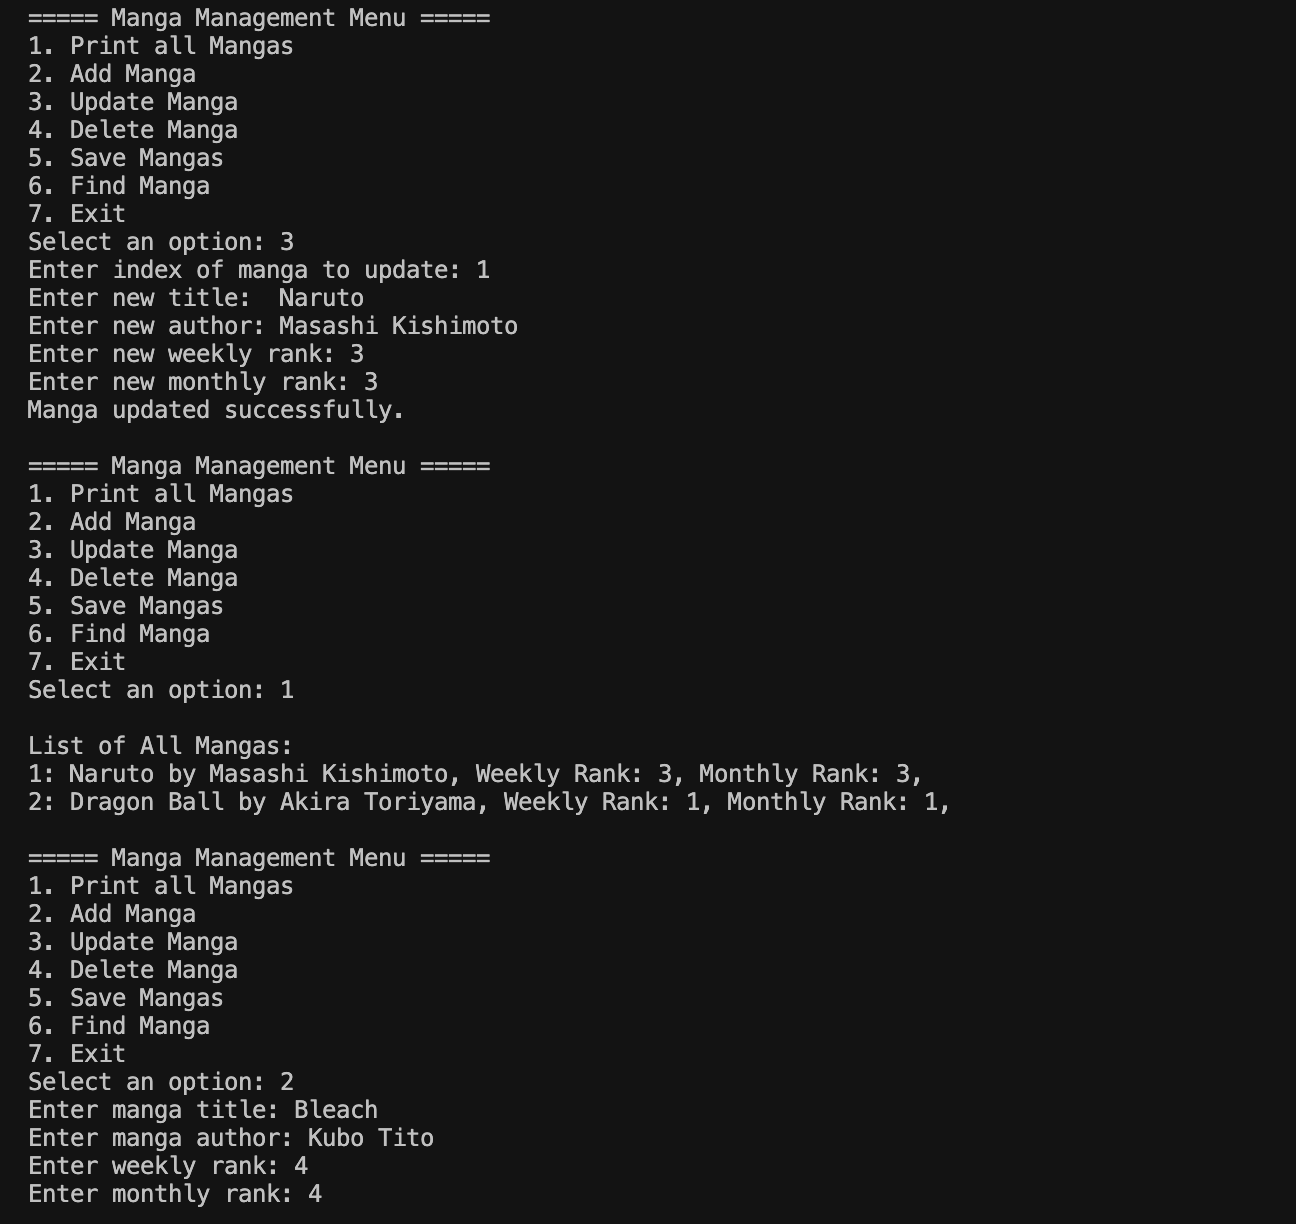 ===== Manga Management Menu =====
1. Print all Mangas
2. Add Manga
3. Update Manga
4. Delete Manga
5. Save Mangas
6. Find Manga
7. Exit
Select an option: 3
Enter index of manga to update: 1
Enter new title:  Naruto
Enter new author: Masashi Kishimoto
Enter new weekly rank: 3
Enter new monthly rank: 3
Manga updated successfully.

===== Manga Management Menu =====
1. Print all Mangas
2. Add Manga
3. Update Manga
4. Delete Manga
5. Save Mangas
6. Find Manga
7. Exit
Select an option: 1

List of All Mangas:
1: Naruto by Masashi Kishimoto, Weekly Rank: 3, Monthly Rank: 3,
2: Dragon Ball by Akira Toriyama, Weekly Rank: 1, Monthly Rank: 1,

===== Manga Management Menu =====
1. Print all Mangas
2. Add Manga
3. Update Manga
4. Delete Manga
5. Save Mangas
6. Find Manga
7. Exit
Select an option: 2
Enter manga title: Bleach
Enter manga author: Kubo Tito
Enter weekly rank: 4
Enter monthly rank: 4